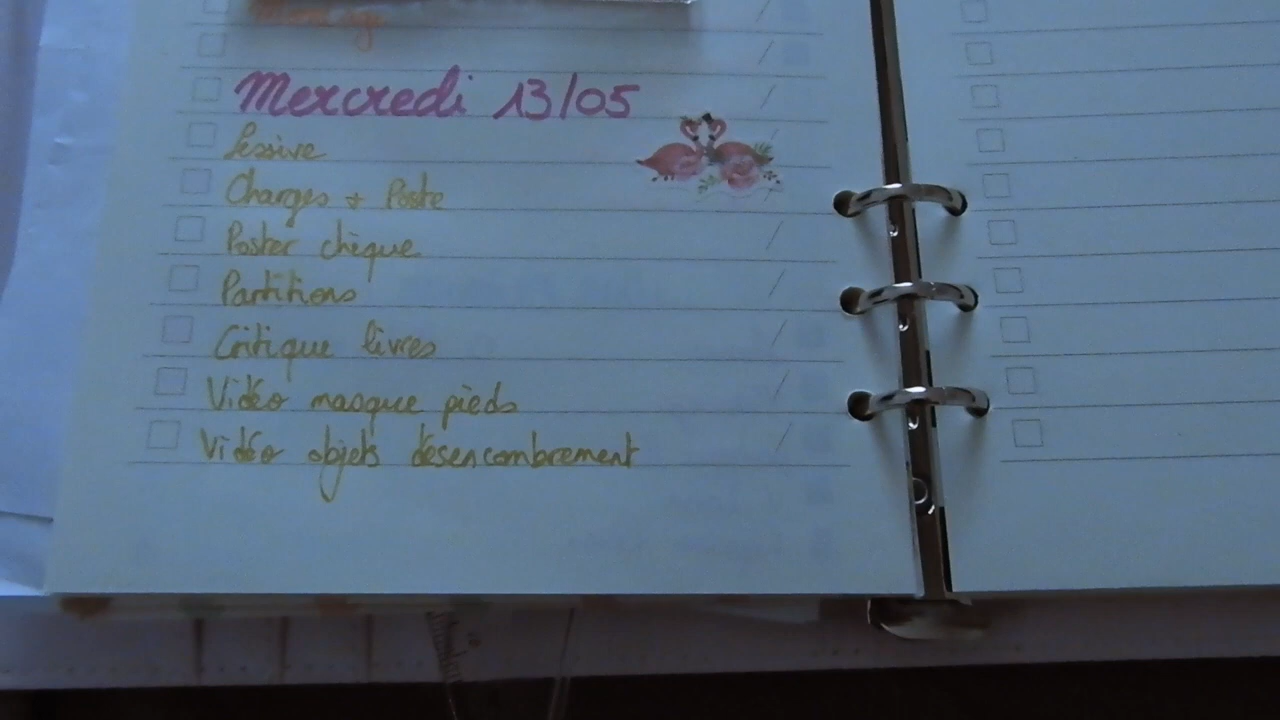 Mercredi 13/05
Lessive
Charges + Poste
Poster chèque
Partitions
Critique livres
Vidéo masque pieds
Vidéo objets désencombrement